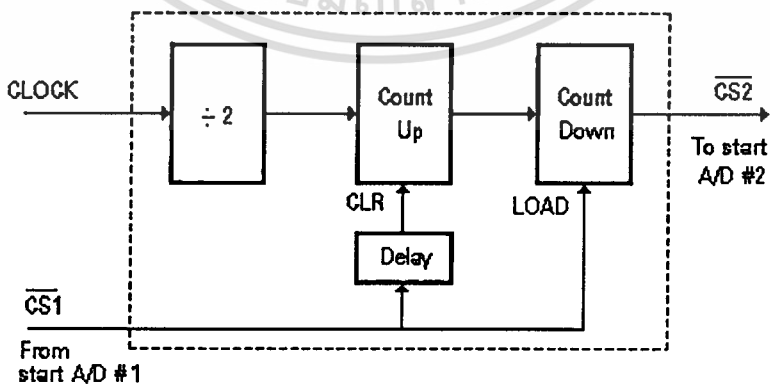 CLOCK
÷ 2
Count
Up
Count
Down
CS2
To start
A/D #2
CLR
LOAD
Delay
CS1
From
start A/D #1